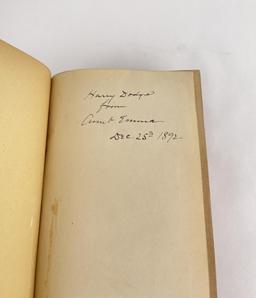 Harry Dodge
from
Aunt Emma
Dec 25th 1892